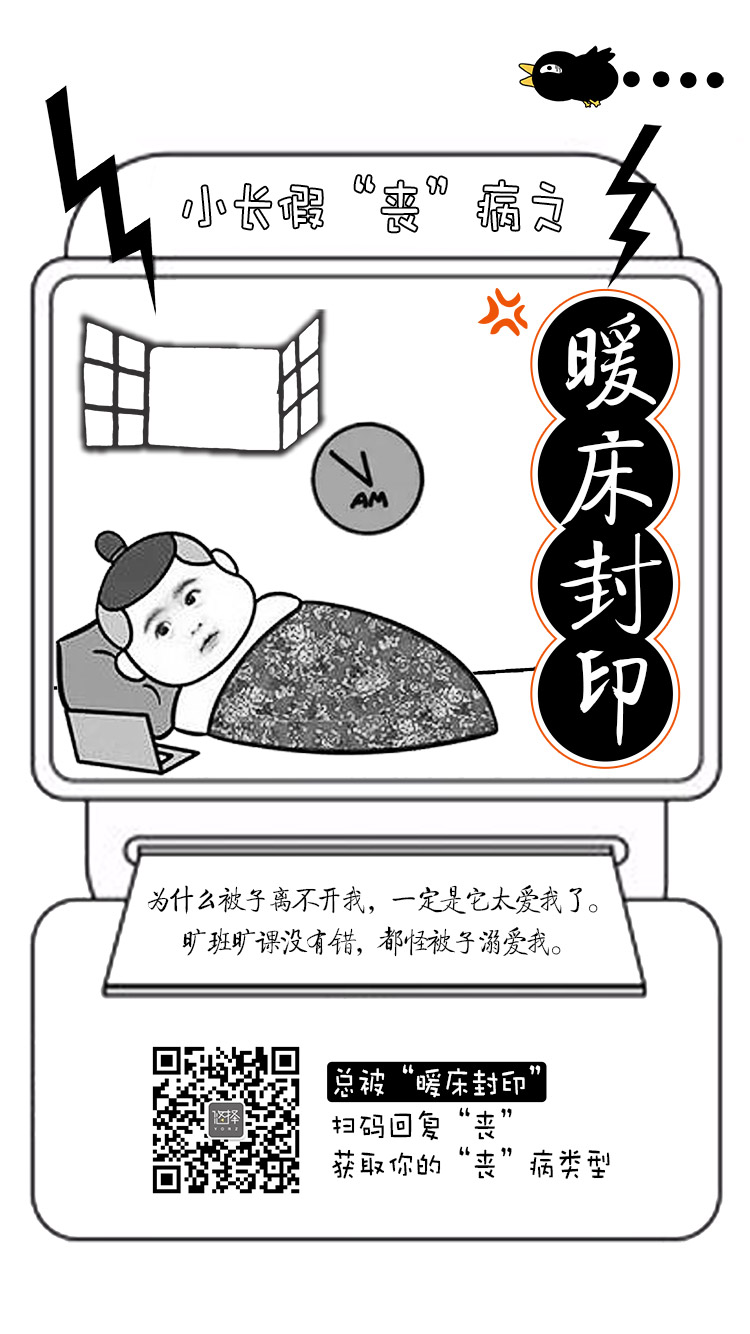 小长假“丧”病之
暖床封印
AM
为什么被子离不开我，一定是它太爱我了。
旷班旷课没有错，都怪被子溺爱我。
悠择
YONZ
总被“暖床封印”
扫码回复“丧”
获取你的“丧”病类型